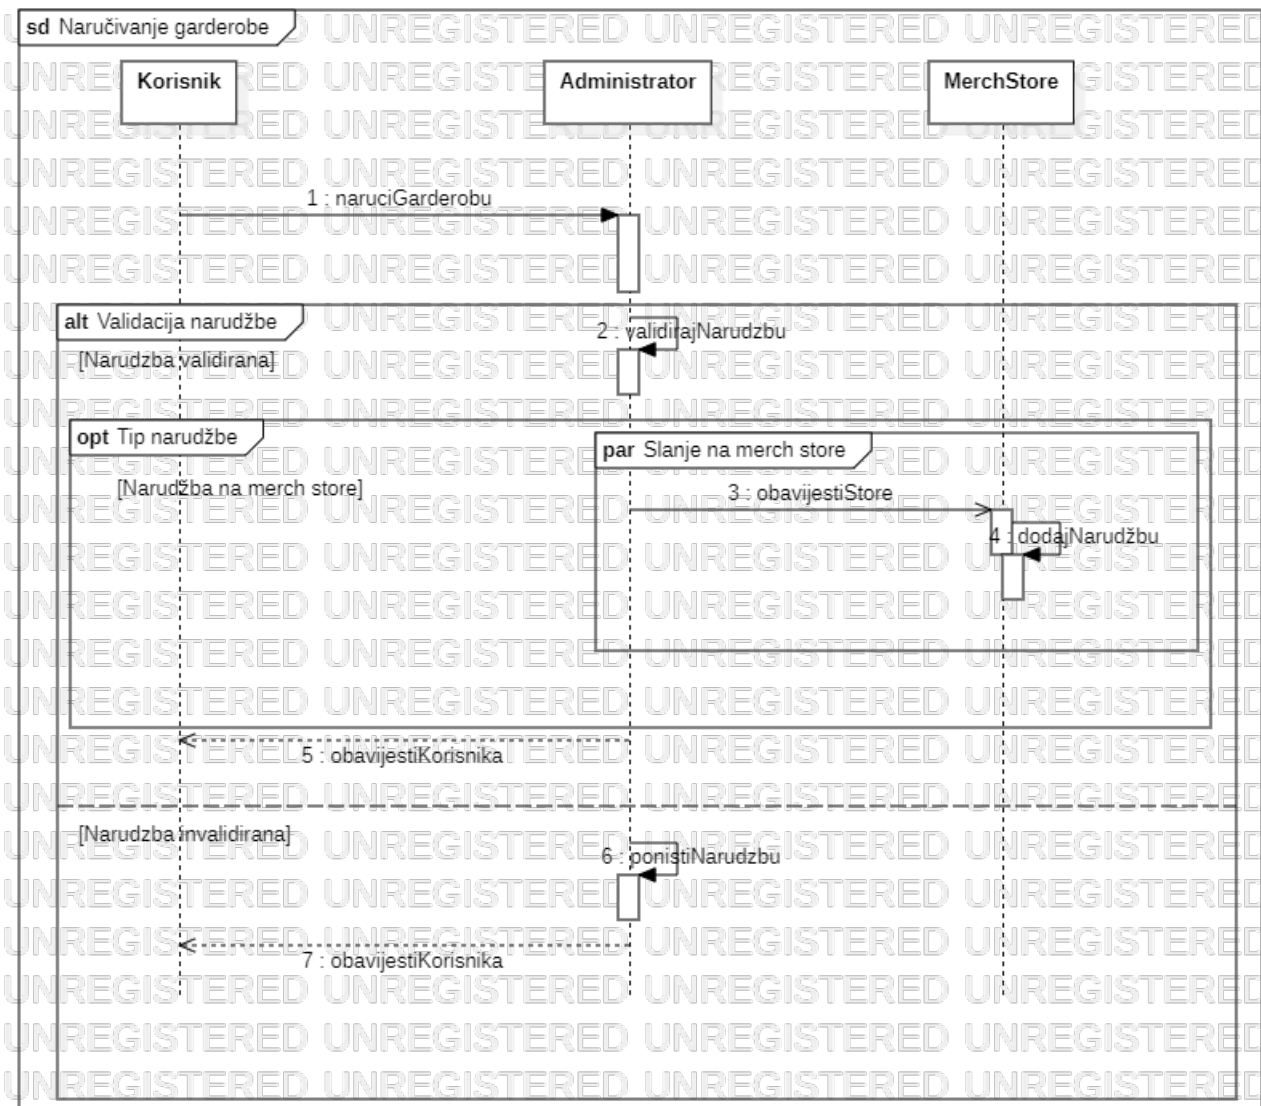 sd Naručivanje garderobe
Korisnik
Administrator
MerchStore
1 : naruciGarderobu
alt Validacija narudžbe
2 : validirajNarudzbu
[Narudzba validirana]
opt Tip narudžbe
par Slanje na merch store
[Narudžba na merch store]
3 : obavijestiStore
4 : dodajNarudžbu
5 : obavijestiKorisnika
[Narudzba invalidirana]
6 : ponistiNarudzbu
7 : obavijestiKorisnika
UNREGISTERED